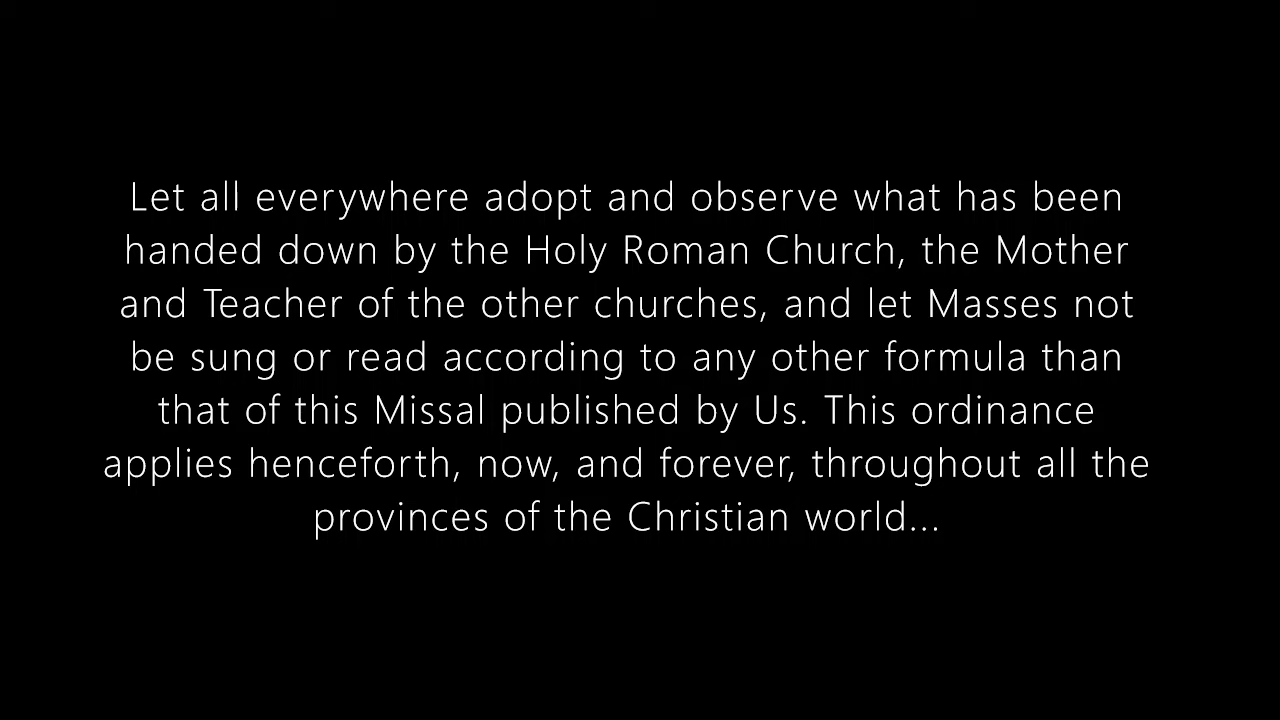 Let all everywhere adopt and observe what has been
handed down by the Holy Roman Church, the Mother
and Teacher of the other churches, and let Masses not
be sung or read according to any other formula than
that of this Missal published by Us. This ordinance
applies henceforth, now, and forever, throughout all the
provinces of the Christian world...